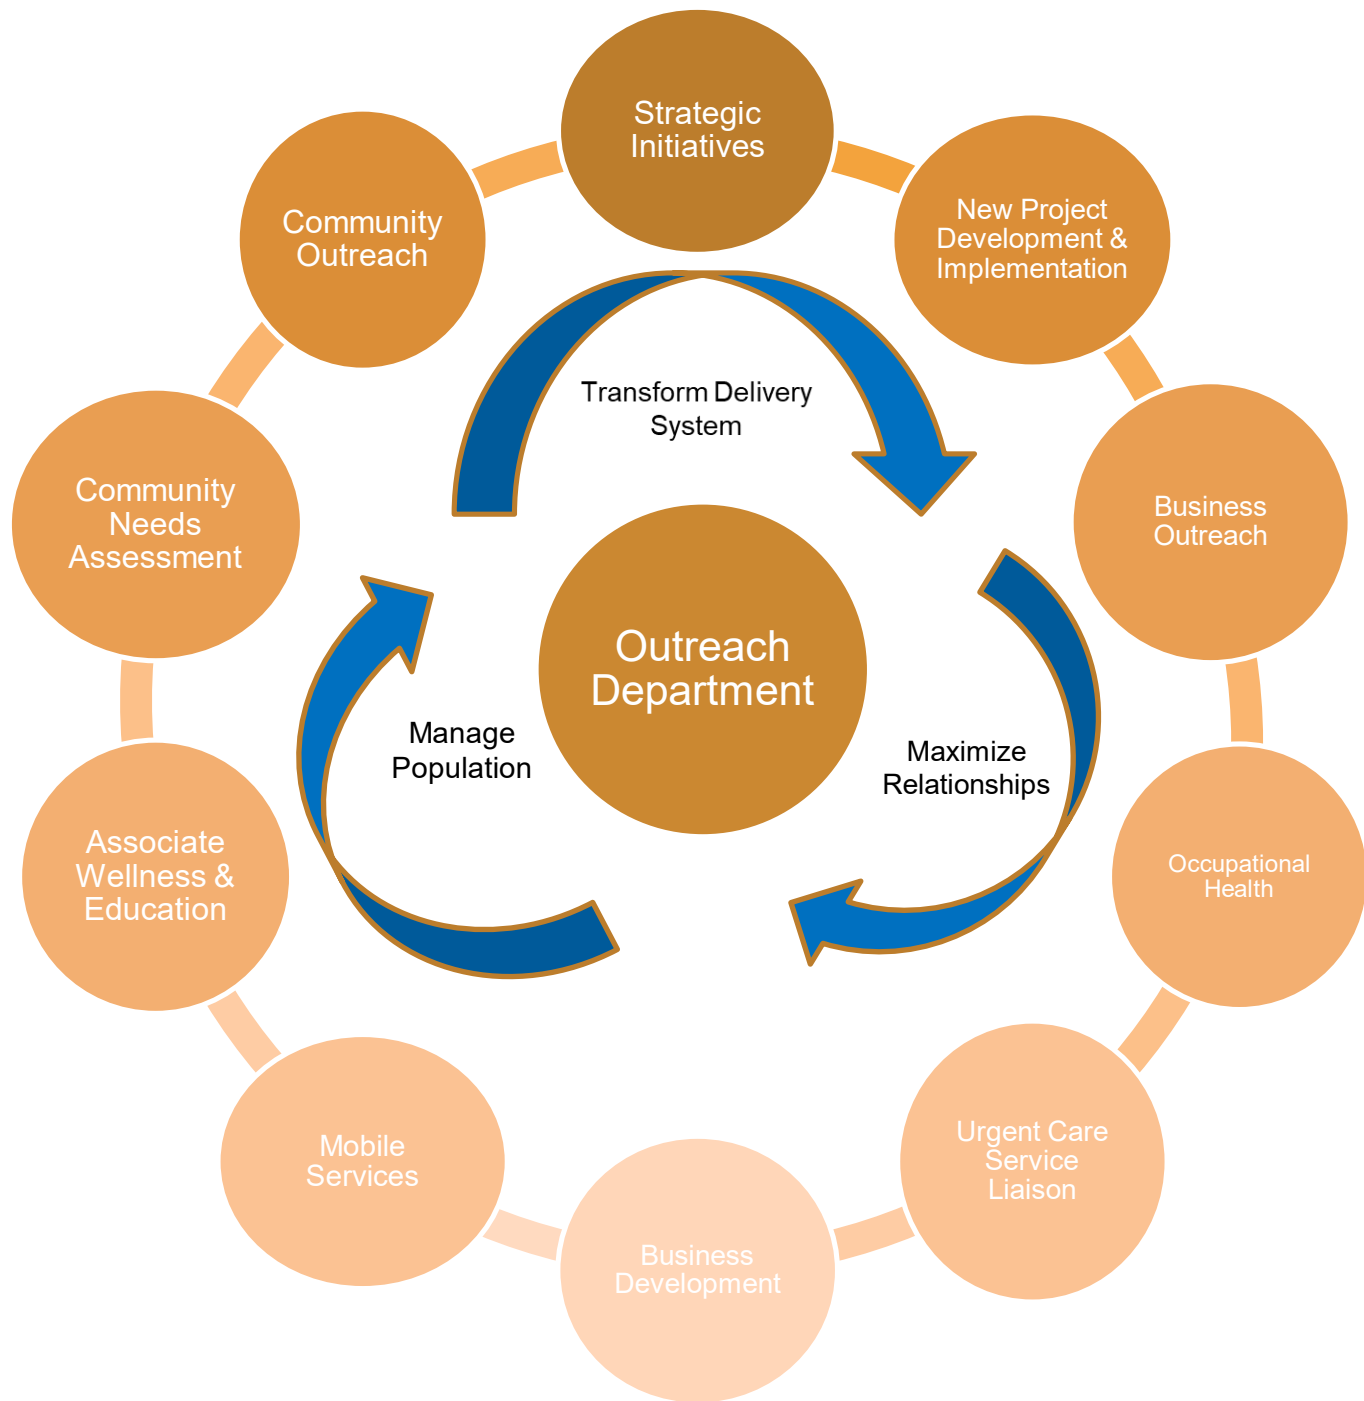 Strategic
Initiatives
New Project
Development &
Implementation
Business
Outreach
Occupational
Health
Urgent Care
Service
Liaison
Business
Development
Mobile
Services
Associate
Wellness &
Education
Community
Needs
Assessment
Community
Outreach
Transform Delivery
System
Maximize
Relationships
Manage
Population
Outreach
Department